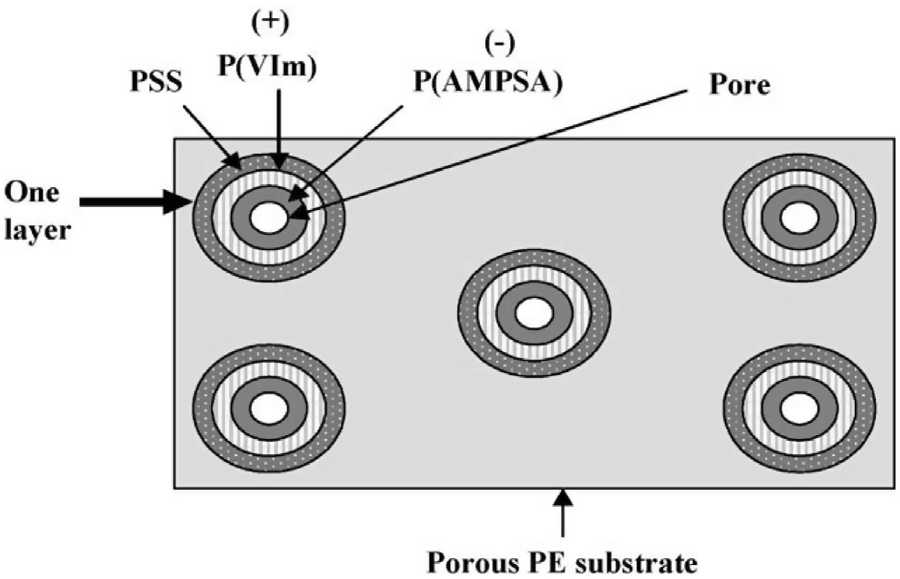 (+)
(-)
PSS
P(VIm)
P(AMPSA)
Pore
One
layer
Porous PE substrate